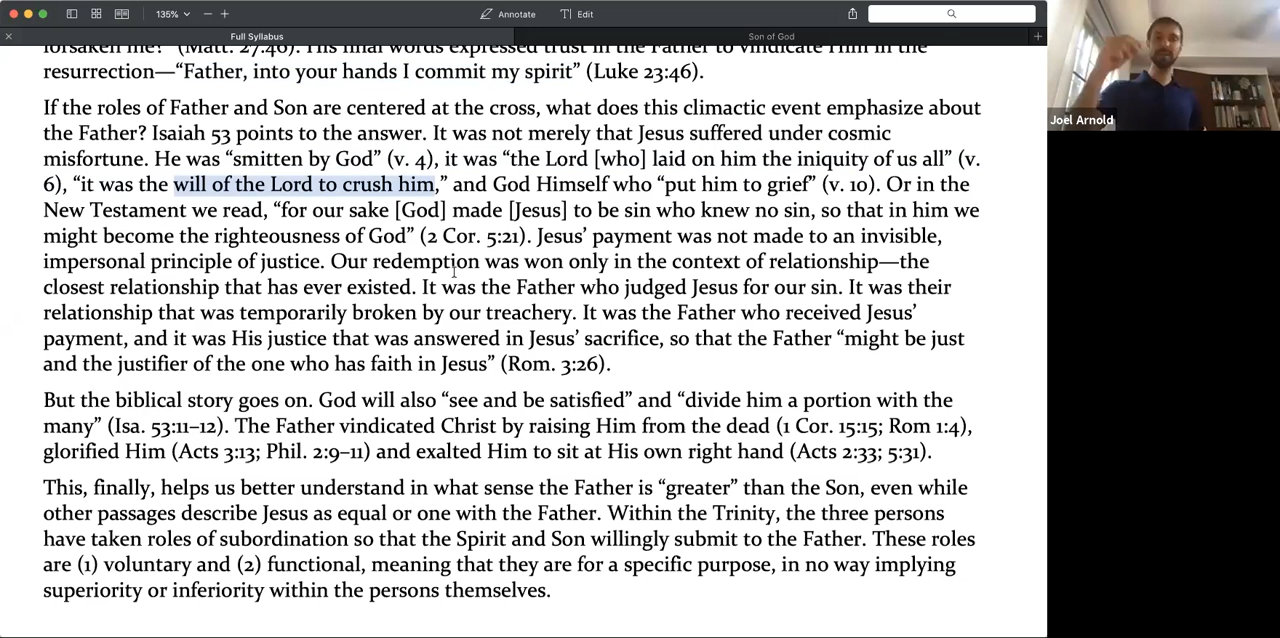 135%
Annotate
Edit
Full Syllabus
Son of God
forsaken me?” (Matt. 27:46). His final words expressed trust in the Father to vindicate Him in the
resurrection—“Father, into your hands I commit my spirit” (Luke 23:46).
If the roles of Father and Son are centered at the cross, what does this climactic event emphasize about
the Father? Isaiah 53 points to the answer. It was not merely that Jesus suffered under cosmic
misfortune. He was “smitten by God” (v. 4), it was “the Lord [who] laid on him the iniquity of us all” (v.
6), “it was the will of the Lord to crush him,” and God Himself who “put him to grief” (v. 10). Or in the
New Testament we read, “for our sake [God] made [Jesus] to be sin who knew no sin, so that in him we
might become the righteousness of God” (2 Cor. 5:21). Jesus’ payment was not made to an invisible,
impersonal principle of justice. Our redemption was won only in the context of relationship—the
closest relationship that has ever existed. It was the Father who judged Jesus for our sin. It was their
relationship that was temporarily broken by our treachery. It was the Father who received Jesus’
payment, and it was His justice that was answered in Jesus’ sacrifice, so that the Father “might be just
and the justifier of the one who has faith in Jesus” (Rom. 3:26).
But the biblical story goes on. God will also “see and be satisfied” and “divide him a portion with the
many” (Isa. 53:11–12). The Father vindicated Christ by raising Him from the dead (1 Cor. 15:15; Rom 1:4),
glorified Him (Acts 3:13; Phil. 2:9–11) and exalted Him to sit at His own right hand (Acts 2:33; 5:31).
This, finally, helps us better understand in what sense the Father is “greater” than the Son, even while
other passages describe Jesus as equal or one with the Father. Within the Trinity, the three persons
have taken roles of subordination so that the Spirit and Son willingly submit to the Father. These roles
are (1) voluntary and (2) functional, meaning that they are for a specific purpose, in no way implying
superiority or inferiority within the persons themselves.
Joel Arnold